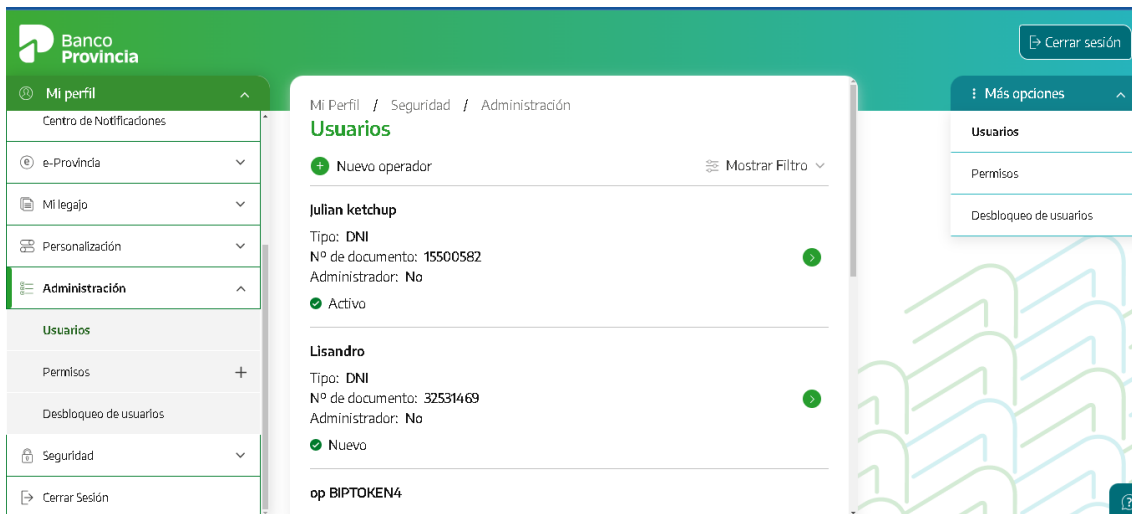 Banco
Provincia
Cerrar sesión
Mi perfil
Centro de Notificaciones
e-Provincia
Mi legajo
Personalización
Administración
Usuarios
Permisos
Desbloqueo de usuarios
Seguridad
Cerrar Sesión
Mi Perfil / Seguridad / Administración
Usuarios
Nuevo operador
Mostrar Filtro
Julian ketchup
Tipo: DNI
Nº de documento: 15500582
Administrador: No
Activo
Lisandro
Tipo: DNI
Nº de documento: 32531469
Administrador: No
Nuevo
op BIPTOKEN4
Más opciones
Usuarios
Permisos
Desbloqueo de usuarios